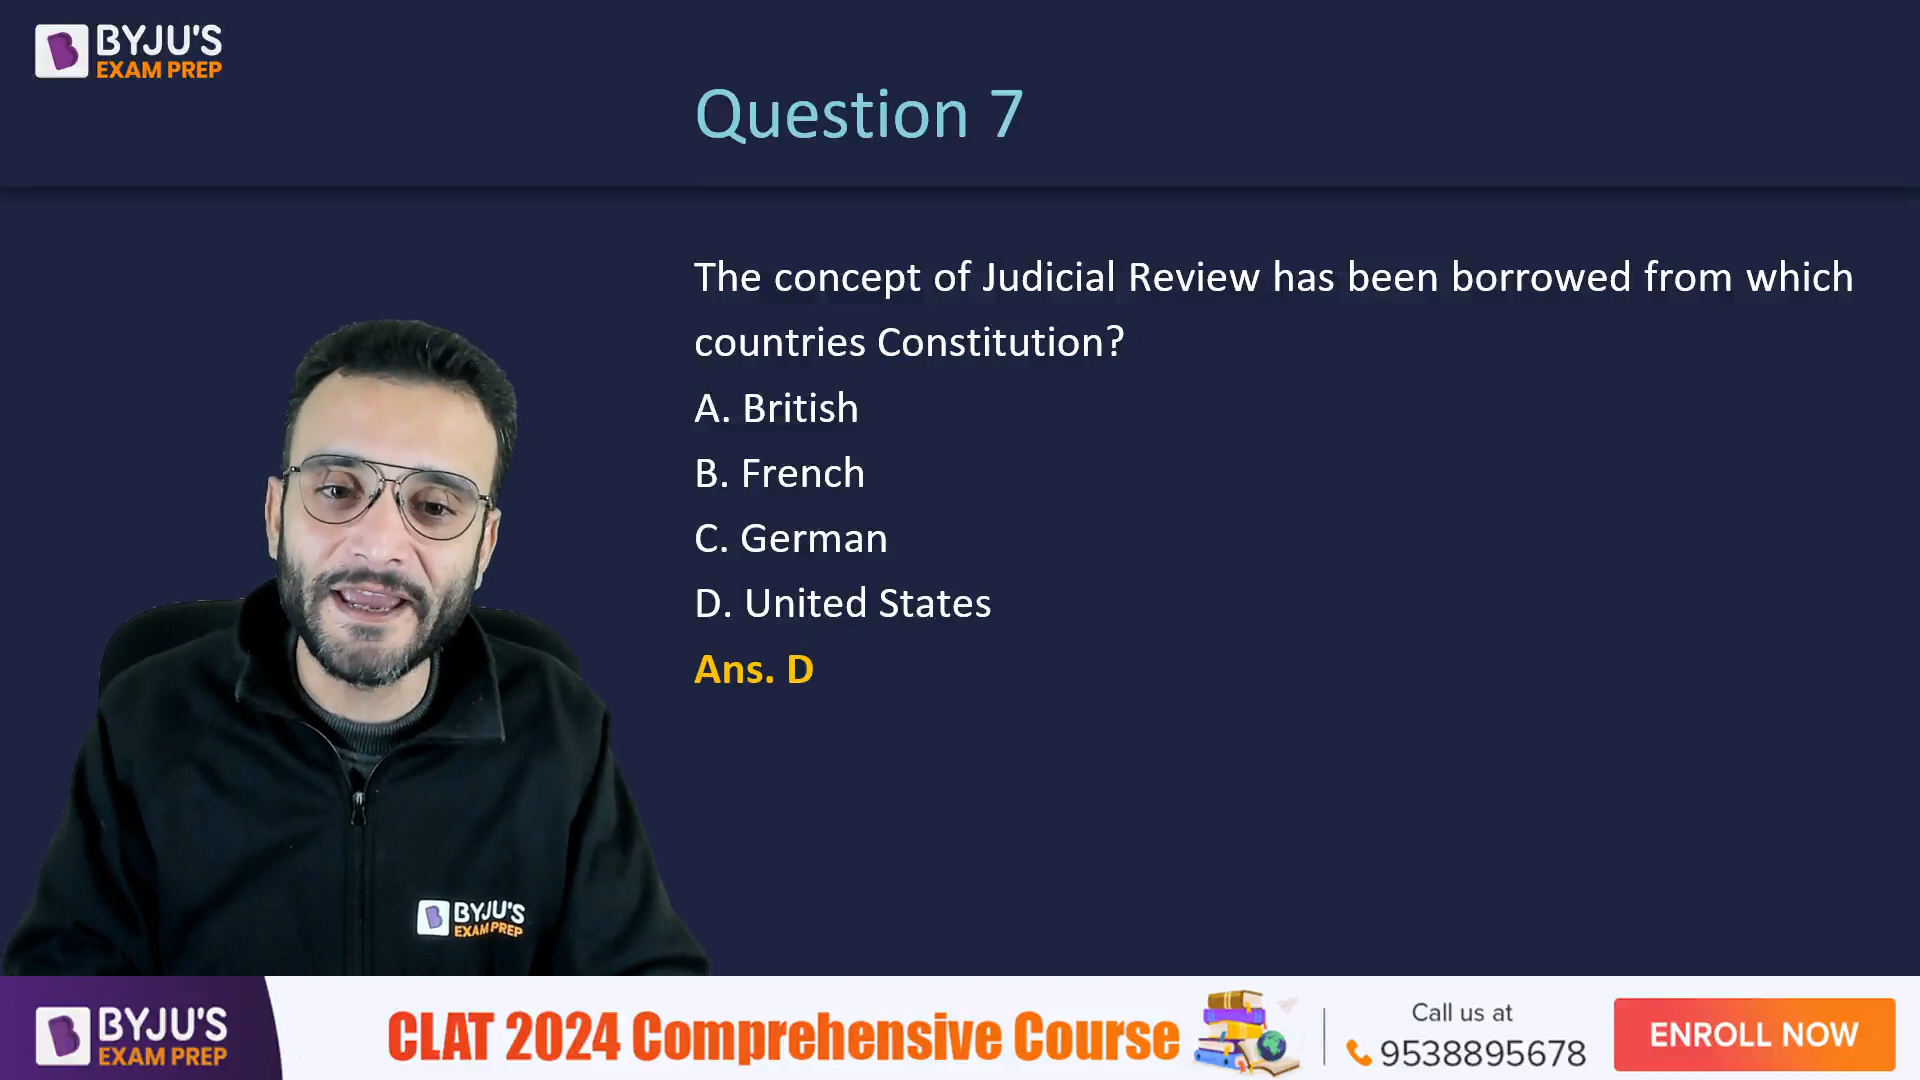 BYJU'S
EXAM PREP
Question 7
The concept of Judicial Review has been borrowed from which
countries Constitution?
A. British
B. French
C. German
D. United States
Ans. D
BYJU'S
EXAM PREP
BYJU'S
EXAM PREP
CLAT 2024 Comprehensive Course
Call us at
9538895678
ENROLL NOW